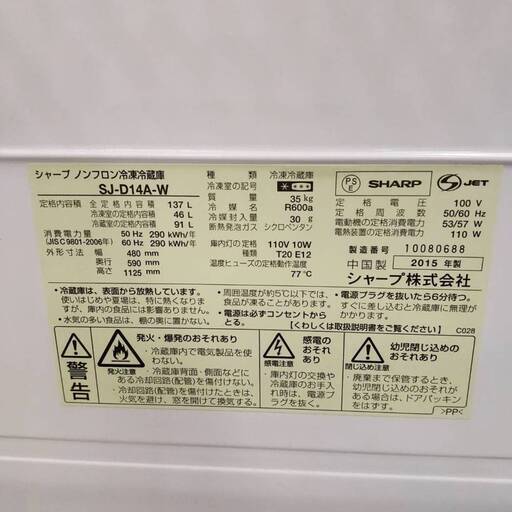 シャープ ノンフロン冷凍冷蔵庫
SJ-D14A-W
定格内容積 全定格内容積 137 L
冷凍室の定格内容積 46 L
冷蔵室の定格内容積 91 L
消費電力量 50 Hz 290 kWh/年
(JIS C 9801-2006年) 60 Hz 290 kWh/年
外形寸法 幅 480 mm
奥行 590 mm
高さ 1125 mm
種類 冷凍冷蔵庫
冷凍室の記号
質量 35 kg
冷媒 R600a
冷媒封入量 30 g
断熱発泡ガス シクロペンタン
庫内灯の定格 110V 10W
T20 E12
温度ヒューズの定格動作温度
77℃
PS
E
SHARP
JET
定格電圧 100 V
定格周波数 50/60 Hz
電動機の定格消費電力 53/57 W
電熱装置の定格消費電力 110 W
製造番号 10080688
中国製 2015年製
シャープ株式会社
・冷蔵庫は、表面から放熱しています。
使いはじめや夏場は、特に熱くなりますが、庫内の食品には影響ありません。
・水気の多い食品は、棚の奥に置かない。
・周囲温度が約5℃以下では、
食品が凍ることがあります。
・電源は必ずコンセントから
とる。
・電源プラグを抜いたら6分待つ。
すぐに差し込むと冷蔵庫に無理がかかります。
【くわしくは取扱説明書をご覧ください】
C028
警告
発火・爆発のおそれあり
発火注意
・冷蔵庫内で電気製品を使わない。
・冷蔵庫背面・側面などに
ある冷却回路(配管)を傷付けない。
・冷却回路(配管)を傷付けたときは、
火気を避け、窓を開けて換気する。
感電の
おそれあり
感電注意
・庫内灯の交換や
冷蔵庫のお手入
れ時は、電源プラ
グを抜く。
幼児閉じ込めの
おそれあり
閉じ込め注意
・廃棄まで保管するとき、
幼児閉じ込めのおそれが
ある場合は、ドアパッキン
をはずす。
>PP<